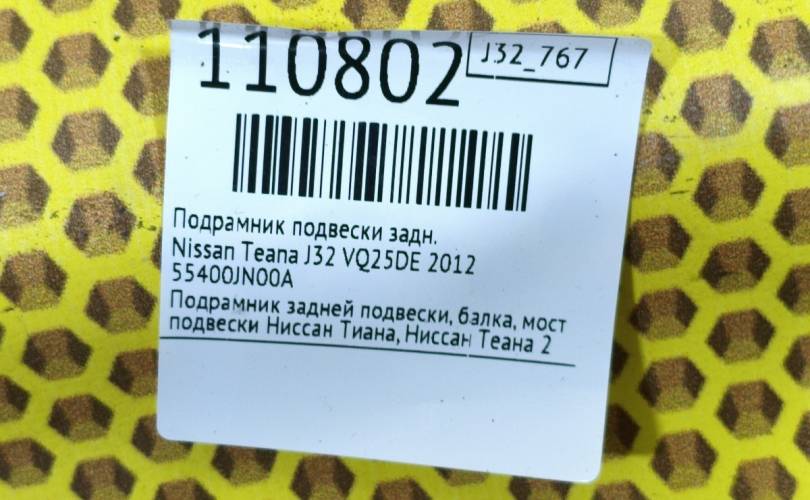 110802
J32_767
Подрамник подвески задн.
Nissan Teana J32 VQ25DE 2012
55400JN00A
Подрамник задней подвески, балка, мост
подвески Ниссан Тиана, Ниссан Теана 2